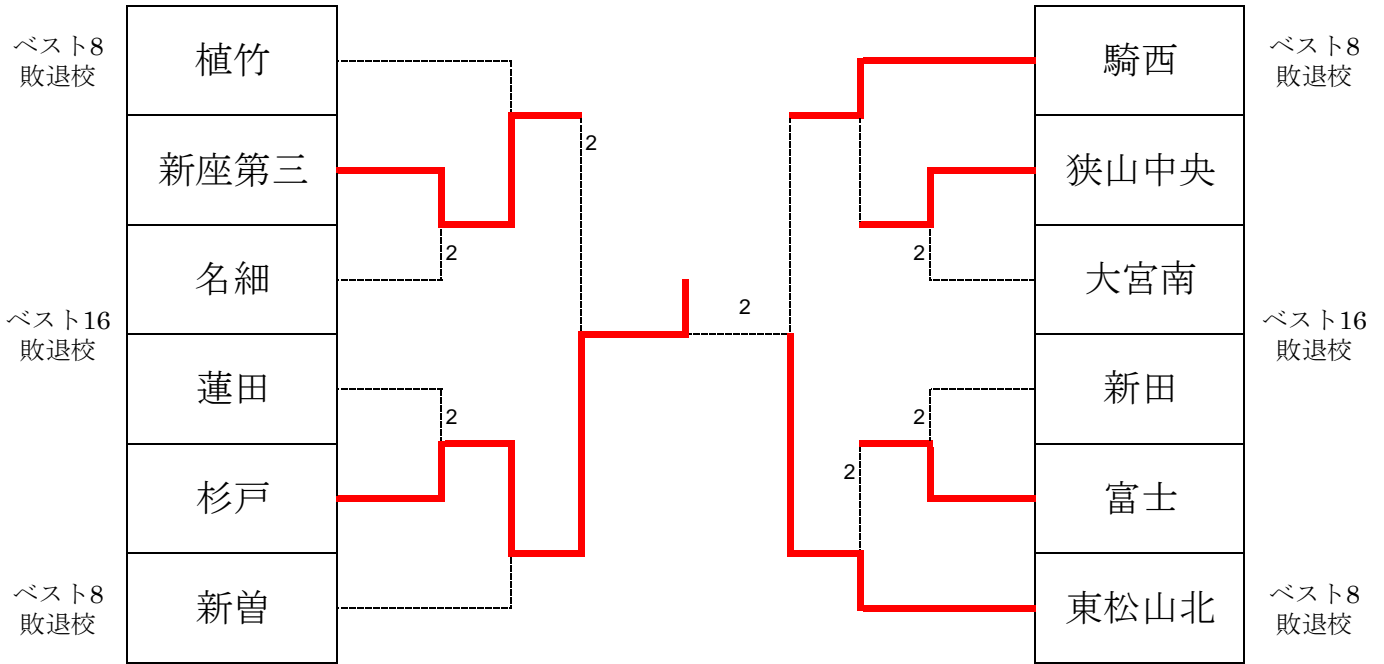 ベスト8
敗退校
植竹
新座第三
名細
ベスト16
敗退校
蓮田
杉戸
ベスト8
敗退校
新曽
2
2
2
2
2
2
2
2
騎西
ベスト8
敗退校
狭山中央
大宮南
ベスト16
敗退校
新田
富士
東松山北
ベスト8
敗退校